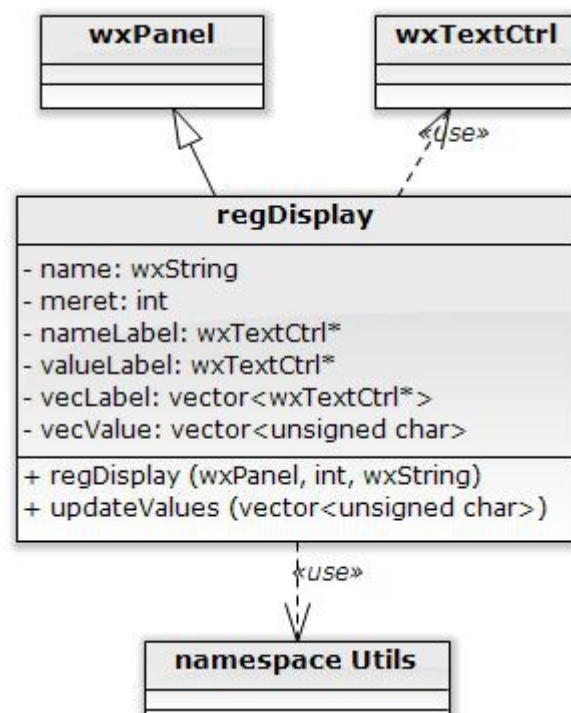 wxPanel
wxTextCtrl
«use»
regDisplay
- name: wxString
- meret: int
- nameLabel: wxTextCtrl*
- valueLabel: wxTextCtrl*
- vecLabel: vector<wxTextCtrl*>
- vecValue: vector<unsigned char>
+ regDisplay (wxPanel, int, wxString)
+ updateValues (vector<unsigned char>)
«use»
namespace Utils